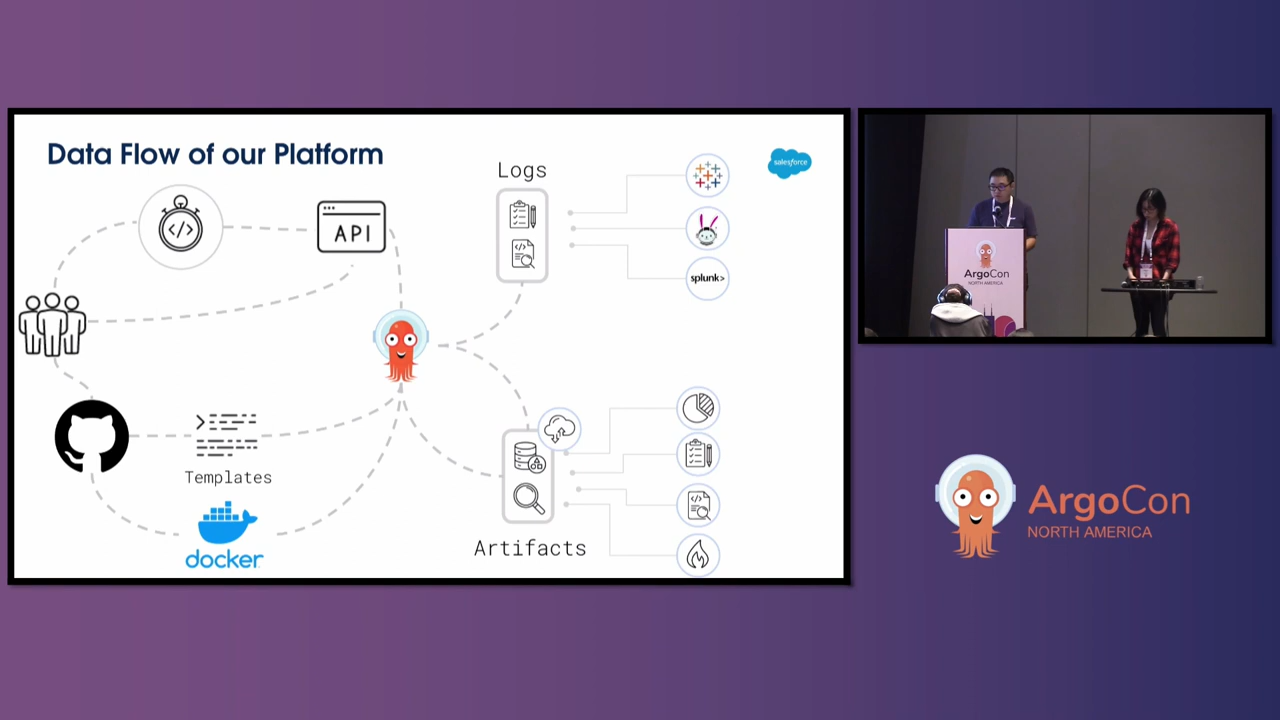 Data Flow of our Platform
Logs
salesforce
</>
API
splunk>
Templates
docker
Artifacts
ArgoCon
NORTH AMERICA
ArgoCon
NORTH AMERICA